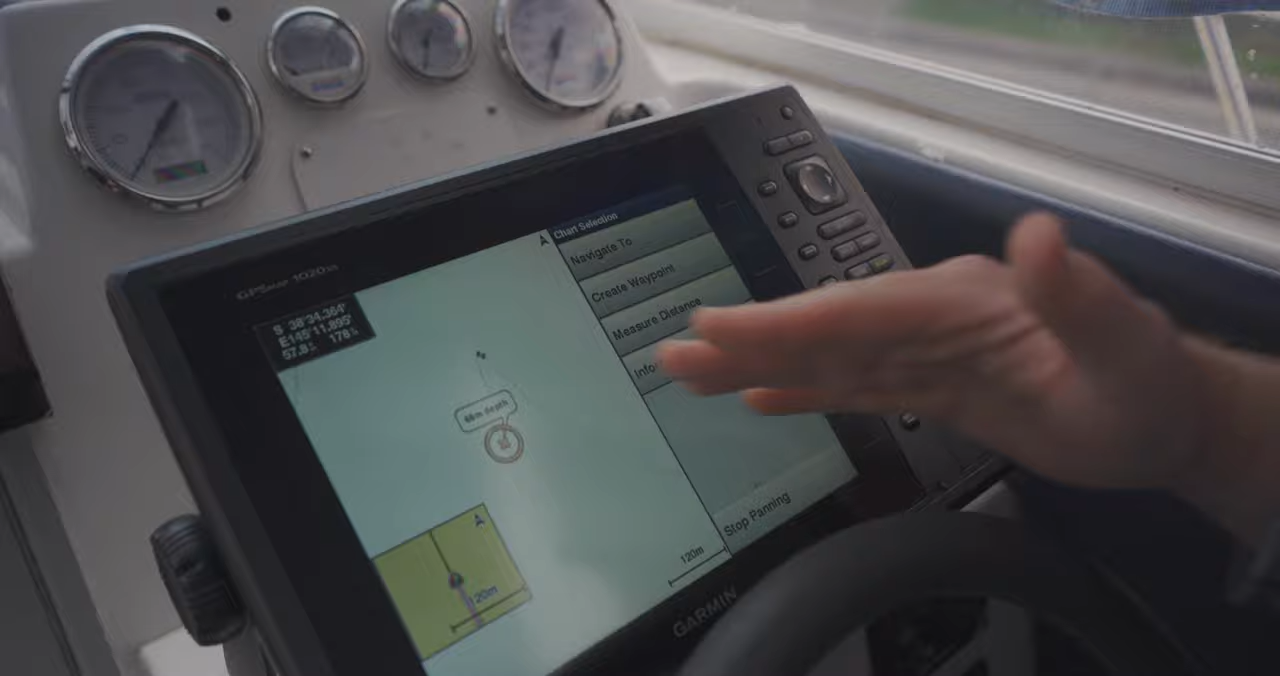 GPSMAP 1020xs
S 38°34.364'
E145°11.895'
Chart Selection
Navigate To
Create Waypoint
Measure Distance
Info
Stop Panning
120m
120m
GARMIN